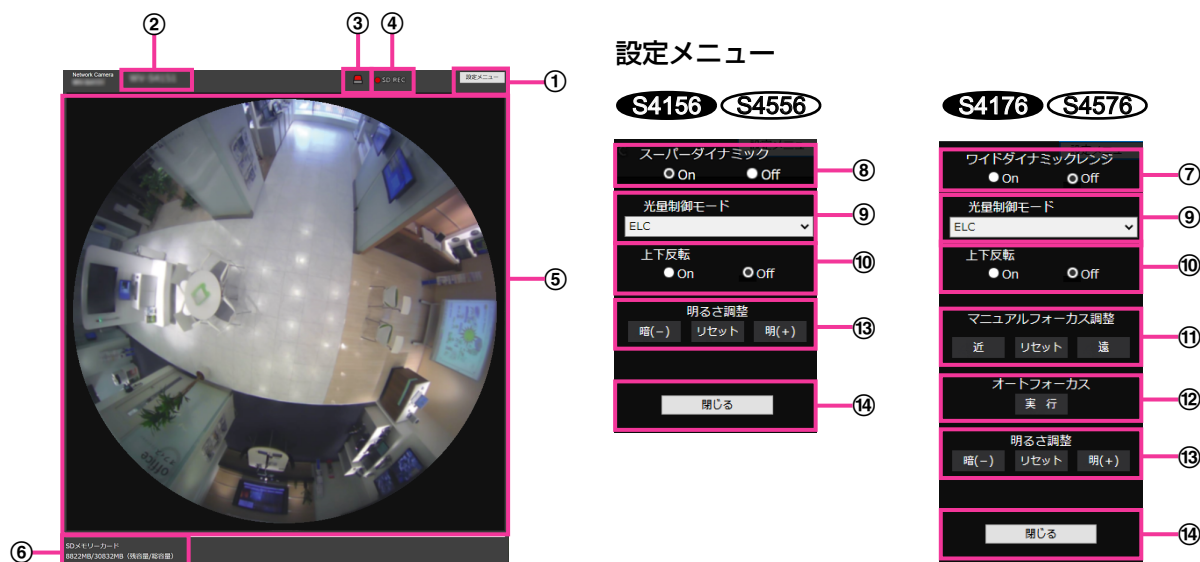 ② ③ ④
Network Camera
SD REC
設定メニュー
①
⑤
office
⑥
SDメモリーカード
8822MB/30832MB（残容量/総容量）
設定メニュー
S4156 S4556
スーパーダイナミック
On Off
⑧
光量制御モード
ELC
⑨
上下反転
On Off
⑩
明るさ調整
暗(−) リセット 明(+)
⑬
閉じる
⑭
S4176 S4576
ワイドダイナミックレンジ
On Off
⑦
光量制御モード
ELC
⑨
上下反転
On Off
⑩
マニュアルフォーカス調整
近 リセット 遠
⑪
オートフォーカス
実 行
⑫
明るさ調整
暗(−) リセット 明(+)
⑬
閉じる
⑭